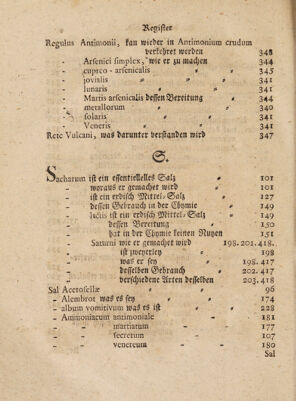 Register
Regulus Antimonii, kan wieder in Antimonium crudum
verkehret werden 343
- Arsenici simplex, wie er zu machen 344
- cupreo-arsenicalis 345
- jovialis 341
- lunaris 341
- Martis arsenicalis dessen Bereitung 344
- metallorum 340
- solaris 341
- Veneris 341
Rete Vulcani, was darunter verstanden wird 347
S.
Sacharum ist ein essentielles Saltz 101
- woraus er gemachet wird 101
- ist ein erdisch Mittel-Saltz 127
- dessen Gebrauch in der Chymie 149
- lactis ist ein erdisch Mittel-Saltz 149
- dessen Bereitung 150
- hat in der Chymie keinen Nutzen 151
- Saturni wie er gemachet wird 198. 201. 418.
- ist zweyerley 198
- was er sey 198. 417
- desselben Gebrauch 202. 417
- verschiedene Arten desselben 203. 418
Sal Acetosellæ 96
- Alembrot was es sey 174
- album vomitivum was es ist 228
- Ammoniacum antimoniale 181
- martiatum 177
- secretum 107
- venereum 180
Sal